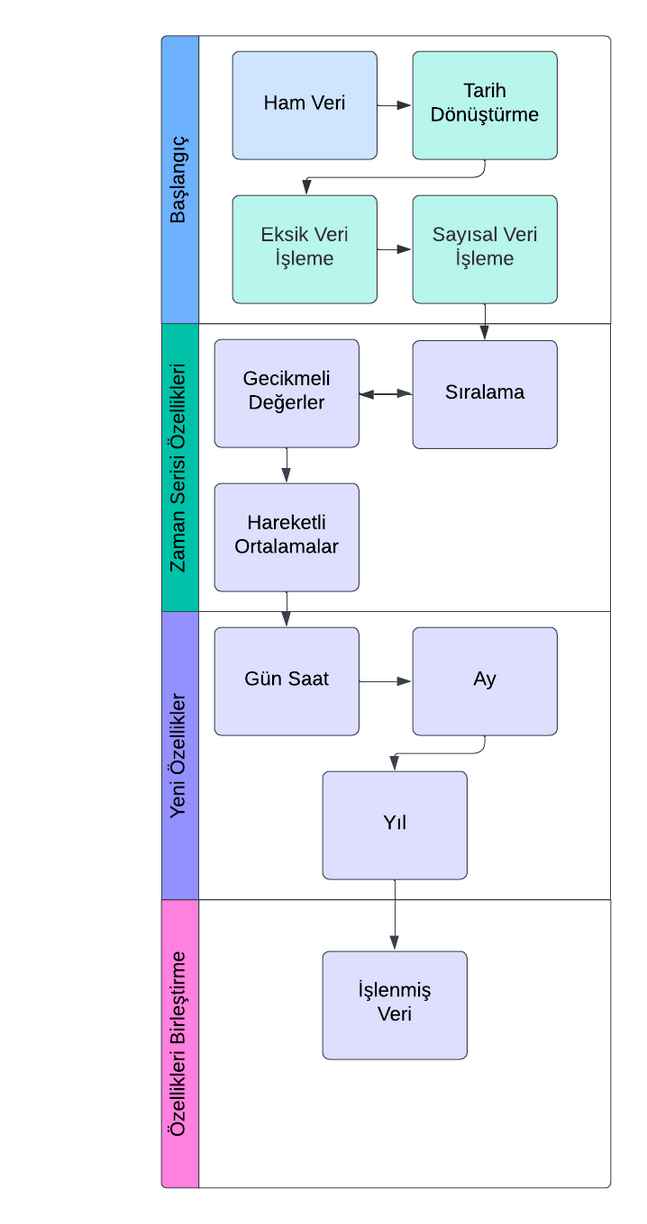 Başlangıç
Ham Veri
Tarih
Dönüştürme
Eksik Veri
İşleme
Sayısal Veri
İşleme
Zaman Serisi Özellikleri
Gecikmeli
Değerler
Sıralama
Hareketli
Ortalamalar
Yeni Özellikler
Gün Saat
Ay
Yıl
Özellikleri Birleştirme
İşlenmiş
Veri